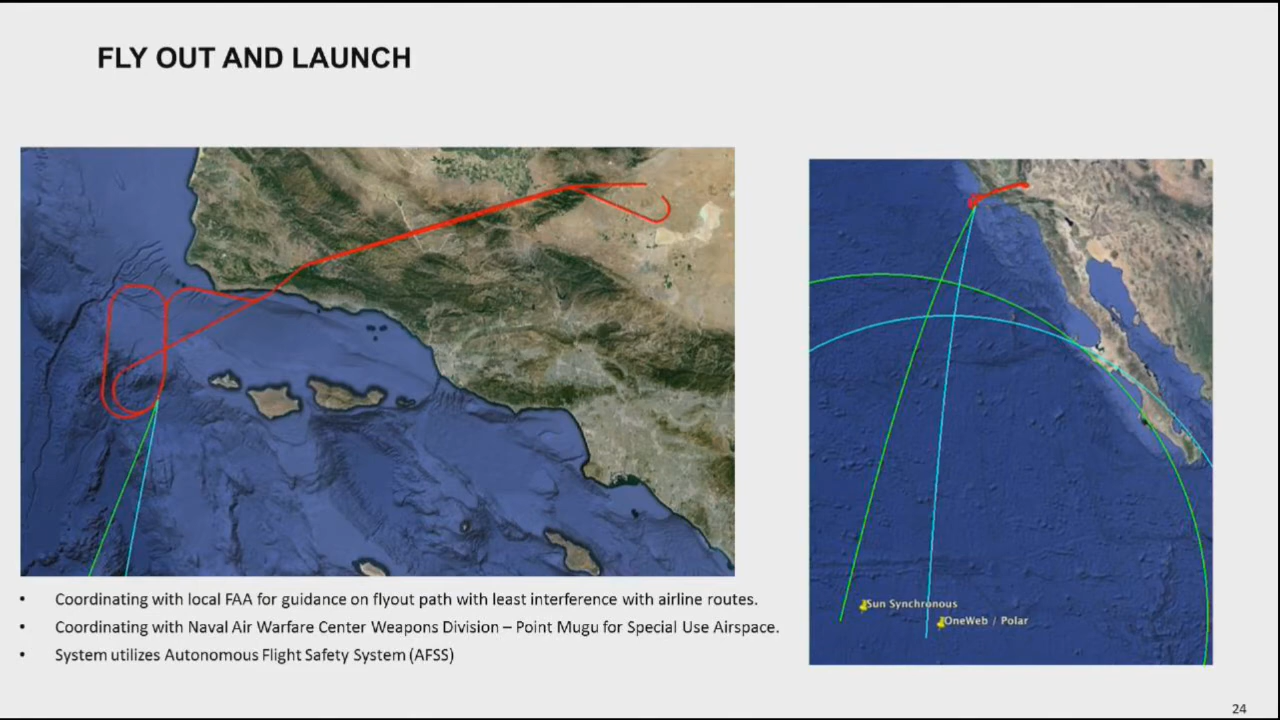 FLY OUT AND LAUNCH
• Coordinating with local FAA for guidance on flyout path with least interference with airline routes.
• Coordinating with Naval Air Warfare Center Weapons Division – Point Mugu for Special Use Airspace.
• System utilizes Autonomous Flight Safety System (AFSS)
Sun Synchronous
OneWeb / Polar
24